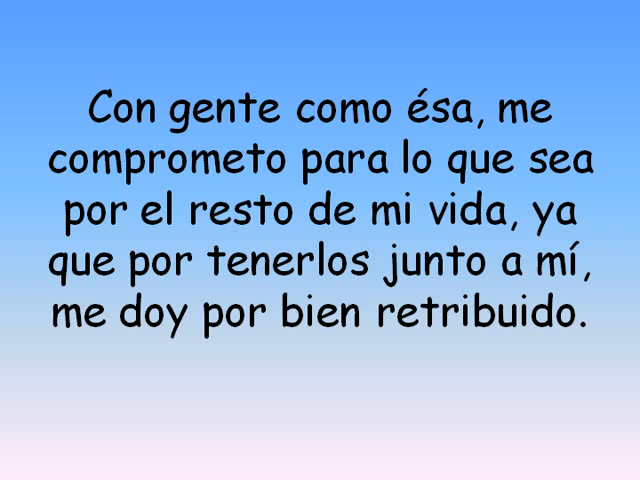 Con gente como ésa, me
comprometo para lo que sea
por el resto de mi vida, ya
que por tenerlos junto a mí,
me doy por bien retribuido.